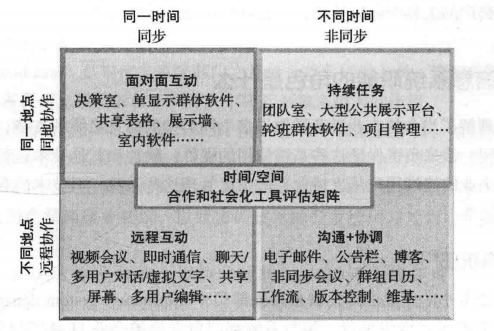 同一时间
同步
不同时间
非同步
同一地点
同地协作
面对面互动
决策室、单显示群体软件、
共享表格、展示墙、
室内软件……
持续任务
团队室、大型公共展示平台、
轮班群体软件、项目管理……
时间/空间
合作和社会化工具评估矩阵
不同地点
远程协作
远程互动
视频会议、即时通信、聊天/
多用户对话/虚拟文字、共享
屏幕、多用户编辑……
沟通+协调
电子邮件、公告栏、博客、
非同步会议、群组日历、
工作流、版本控制、维基……